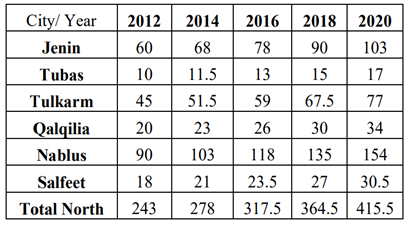 City/ Year 2012 2014 2016 2018 2020
Jenin 60 68 78 90 103
Tubas 10 11.5 13 15 17
Tulkarm 45 51.5 59 67.5 77
Qalqilia 20 23 26 30 34
Nablus 90 103 118 135 154
Salfeet 18 21 23.5 27 30.5
Total North 243 278 317.5 364.5 415.5